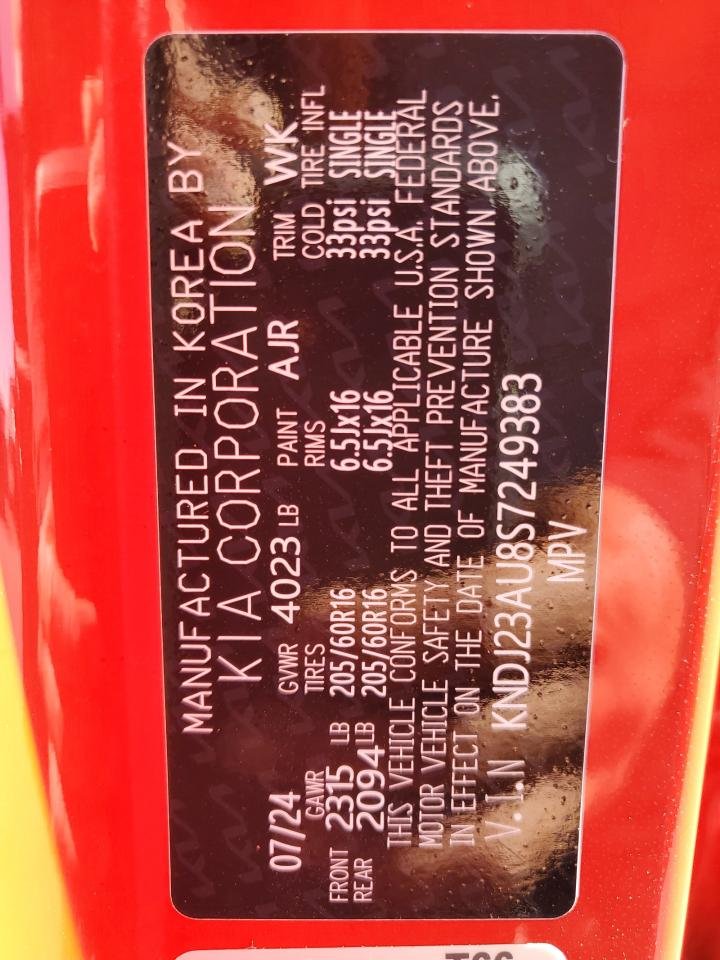 MANUFACTURED IN KOREA BY
KIA CORPORATION
07/24 GVWR 4023 LB PAINT AJR TRIM WK
GAWR TIRES RIMS COLD TIRE INFL
FRONT 2315 LB 205/60R16 6.5Jx16 33psi SINGLE
REAR 2094 LB 205/60R16 6.5Jx16 33psi SINGLE
THIS VEHICLE CONFORMS TO ALL APPLICABLE U.S.A. FEDERAL
MOTOR VEHICLE SAFETY AND THEFT PREVENTION STANDARDS
IN EFFECT ON THE DATE OF MANUFACTURE SHOWN ABOVE.
V.I.N KNDJ23AU8S7249383
MPV